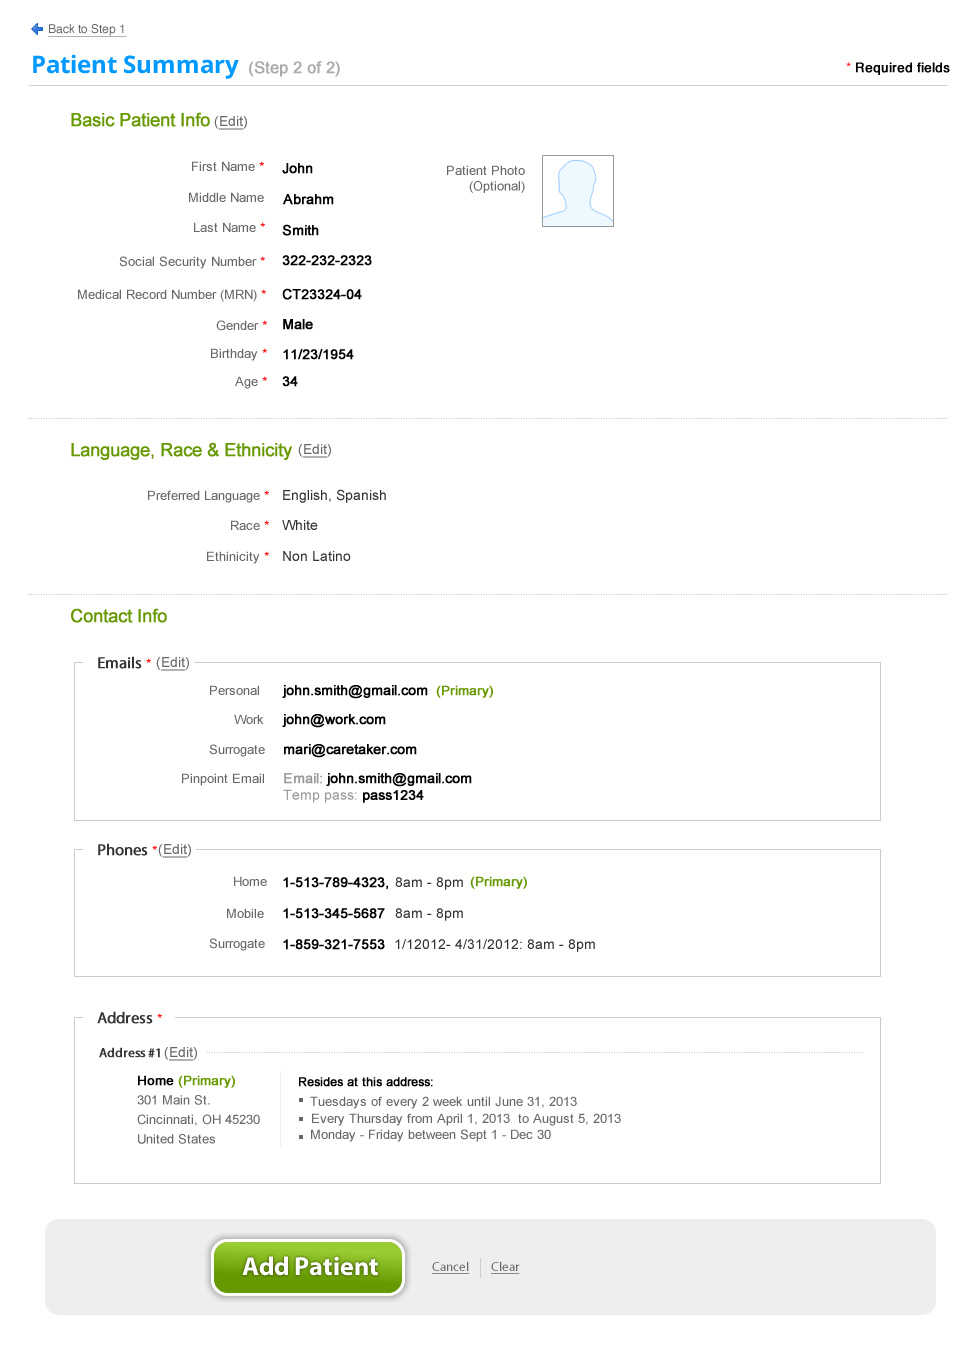 Back to Step 1
Patient Summary (Step 2 of 2)
* Required fields
Basic Patient Info (Edit)
First Name * John
Patient Photo
(Optional)
Middle Name Abrahm
Last Name * Smith
Social Security Number * 322-232-2323
Medical Record Number (MRN) * CT23324-04
Gender * Male
Birthday * 11/23/1954
Age * 34
Language, Race & Ethnicity (Edit)
Preferred Language * English, Spanish
Race * White
Ethinicity * Non Latino
Contact Info
Emails * (Edit)
Personal john.smith@gmail.com (Primary)
Work john@work.com
Surrogate mari@caretaker.com
Pinpoint Email Email: john.smith@gmail.com
Temp pass: pass1234
Phones *(Edit)
Home 1-513-789-4323, 8am - 8pm (Primary)
Mobile 1-513-345-5687 8am - 8pm
Surrogate 1-859-321-7553 1/12012- 4/31/2012: 8am - 8pm
Address *
Address #1 (Edit)
Home (Primary)
301 Main St.
Cincinnati, OH 45230
United States
Resides at this address:
Tuesdays of every 2 week until June 31, 2013
Every Thursday from April 1, 2013 to August 5, 2013
Monday - Friday between Sept 1 - Dec 30
Add Patient
Cancel
Clear